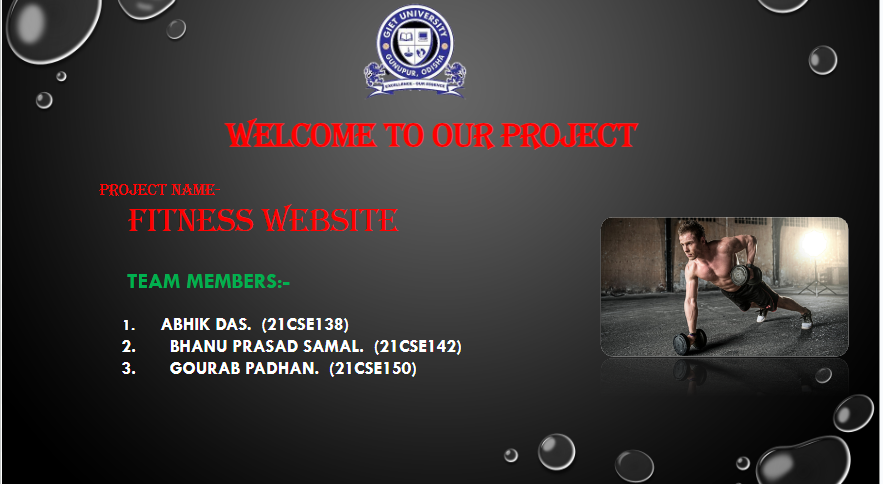 GIET UNIVERSITY
GUNUPUR, ODISHA
EXCELLENCE - OUR ESSENCE
WELCOME TO OUR PROJECT
PROJECT NAME-
FITNESS WEBSITE
TEAM MEMBERS:-
1. ABHIK DAS. (21CSE138)
2. BHANU PRASAD SAMAL. (21CSE142)
3. GOURAB PADHAN. (21CSE150)